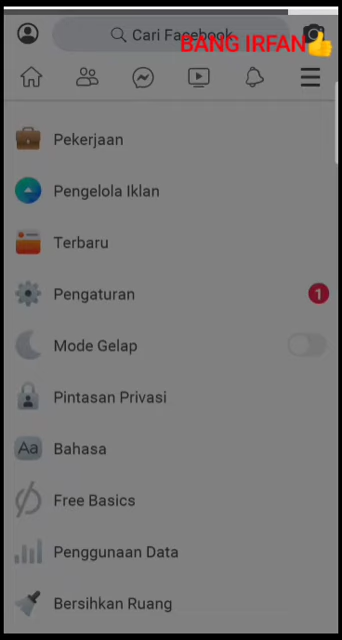 Cari Facebook
BANG IRFAN👍
Pekerjaan
Pengelola Iklan
Terbaru
Pengaturan
1
Mode Gelap
Pintasan Privasi
Aa
Bahasa
Free Basics
Penggunaan Data
Bersihkan Ruang